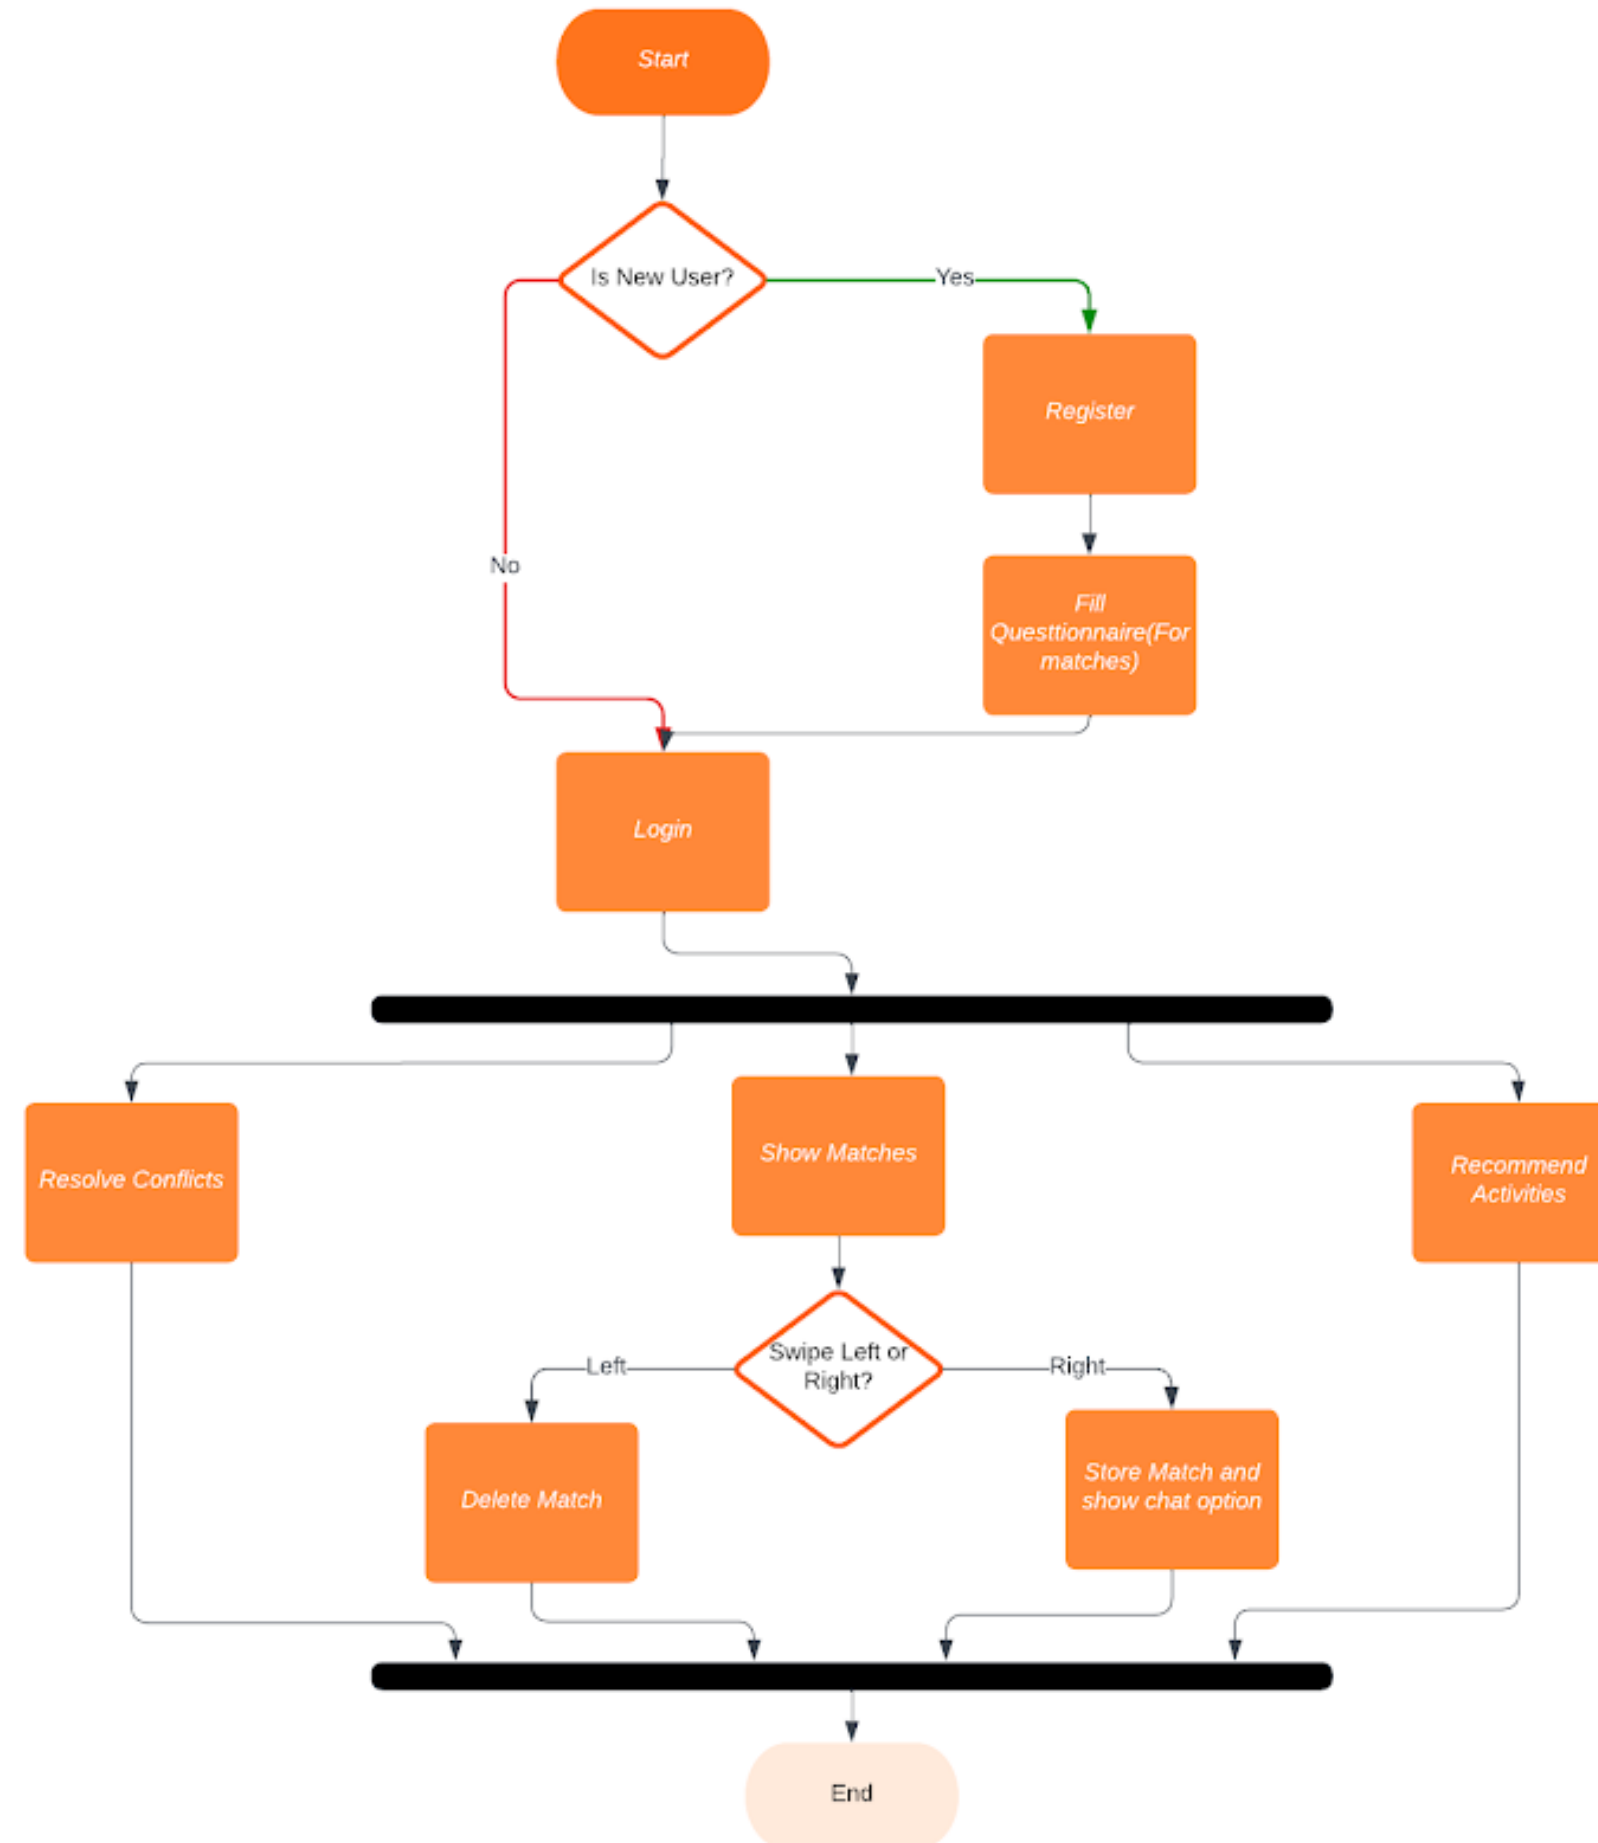 Start
Is New User?
Yes
Register
No
Fill
Questtionnaire(For
matches)
Login
Resolve Conflicts
Show Matches
Recommend
Activities
Swipe Left or
Right?
Left
Right
Delete Match
Store Match and
show chat option
End